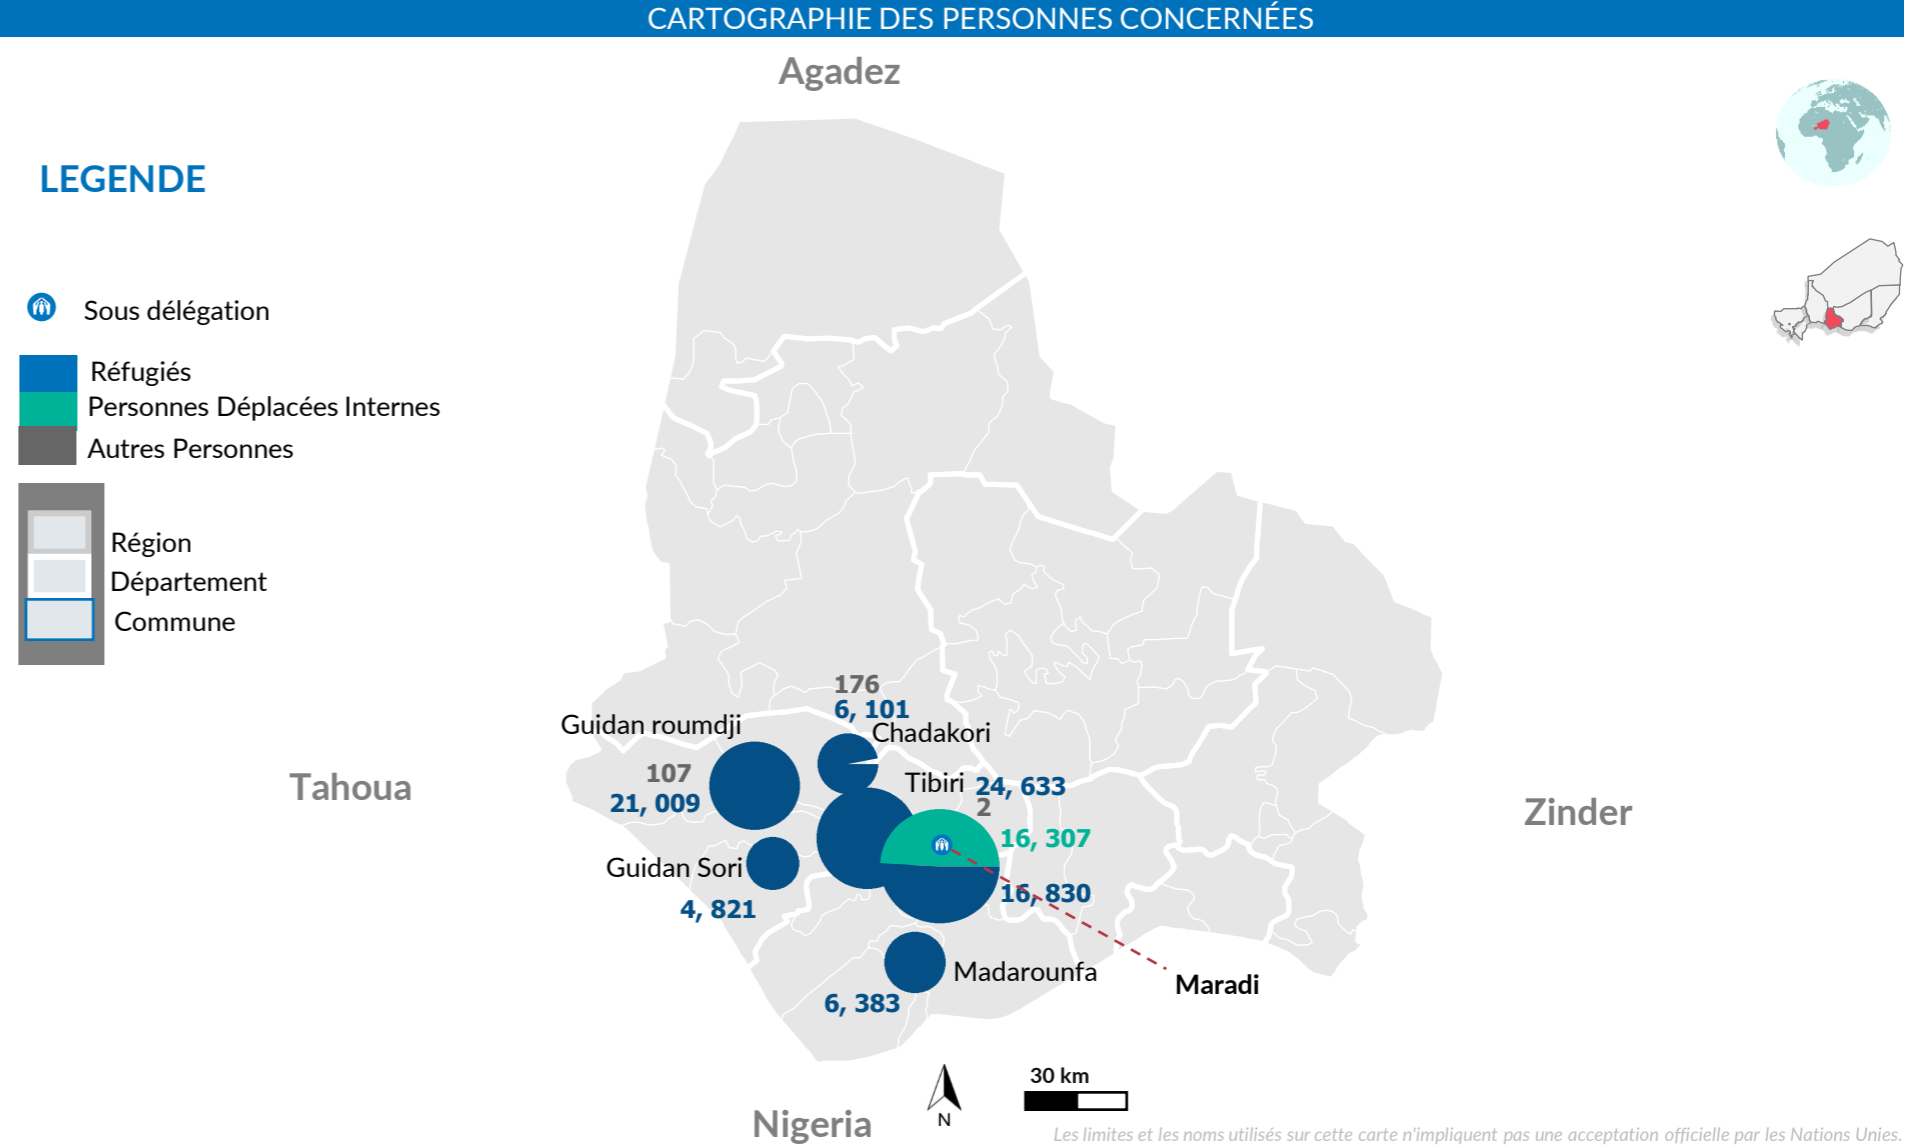 CARTOGRAPHIE DES PERSONNES CONCERNÉES
Agadez
LEGENDE
Sous délégation
Réfugiés
Personnes Déplacées Internes
Autres Personnes
Région
Département
Commune
176
6, 101
Guidan roumdji
Chadakori
107
21, 009
Tibiri
24, 633
2
Tahoua
Zinder
16, 307
Guidan Sori
16, 830
4, 821
Madarounfa
Maradi
6, 383
30 km
N
Nigeria
Les limites et les noms utilisés sur cette carte n'impliquent pas une acceptation officielle par les Nations Unies.